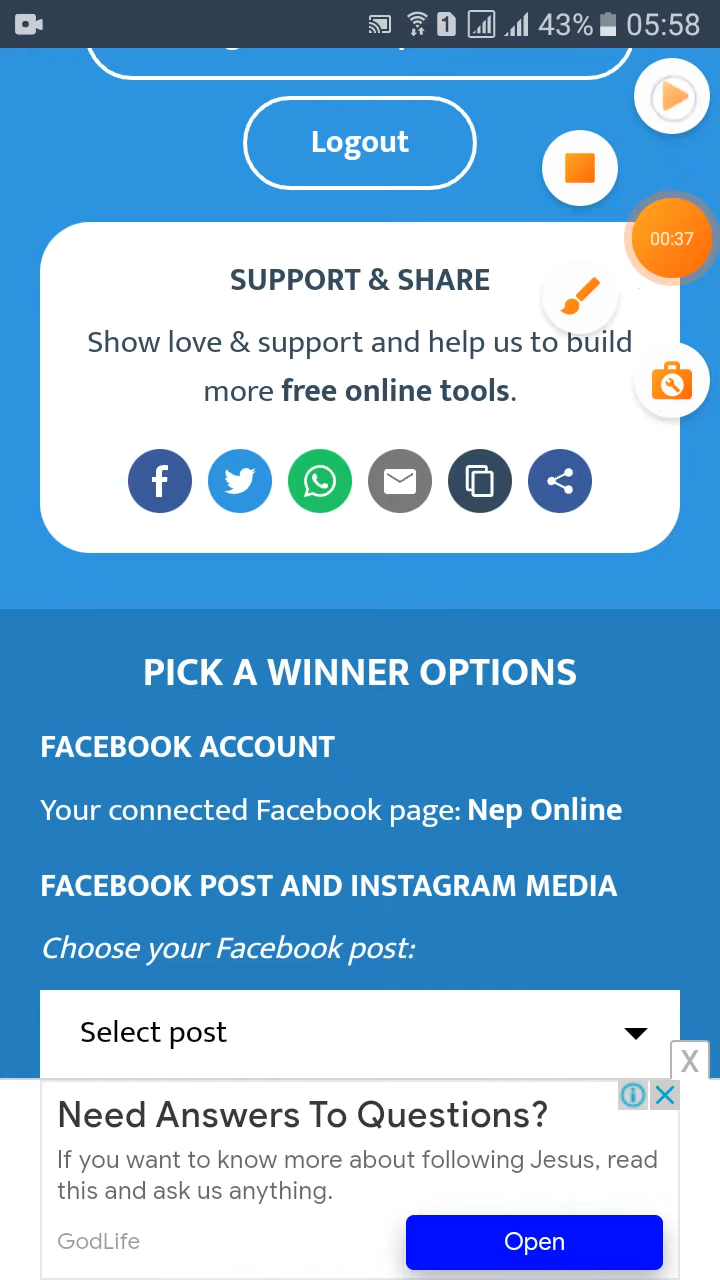 1 43% 05:58
Logout
00:37
SUPPORT & SHARE
Show love & support and help us to build
more free online tools.
PICK A WINNER OPTIONS
FACEBOOK ACCOUNT
Your connected Facebook page: Nep Online
FACEBOOK POST AND INSTAGRAM MEDIA
Choose your Facebook post:
Select post
X
Need Answers To Questions?
If you want to know more about following Jesus, read
this and ask us anything.
GodLife
Open